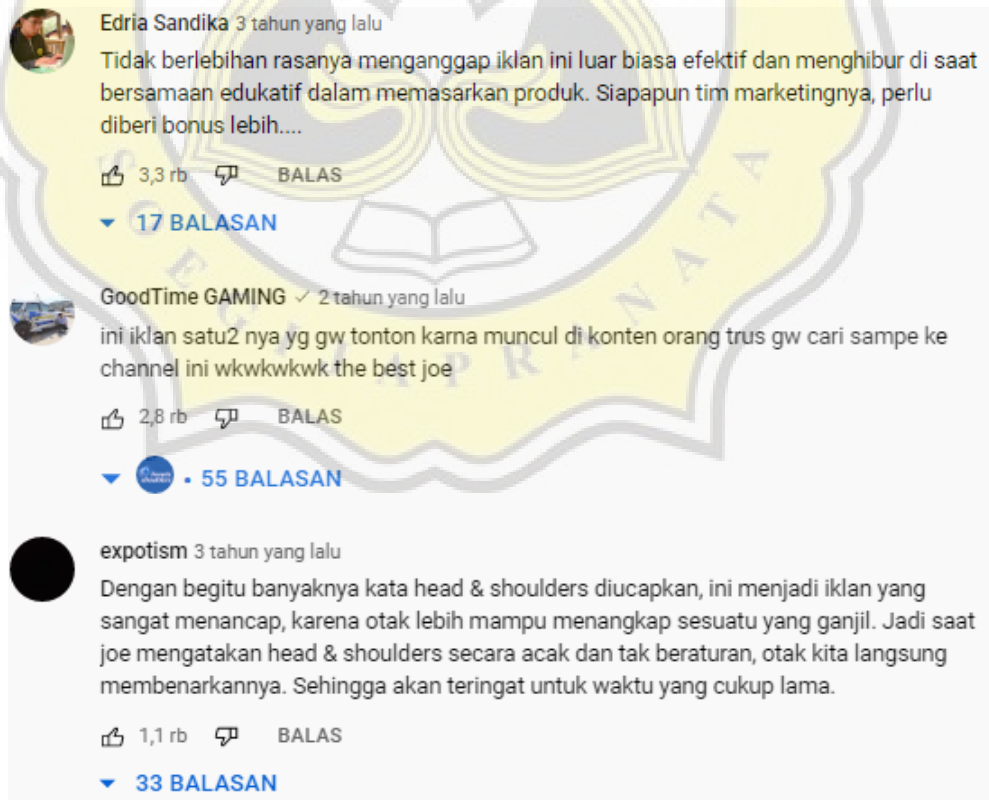 Edria Sandika 3 tahun yang lalu
Tidak berlebihan rasanya menganggap iklan ini luar biasa efektif dan menghibur di saat
bersamaan edukatif dalam memasarkan produk. Siapapun tim marketingnya, perlu
diberi bonus lebih....
3,3 rb BALAS
17 BALASAN
GoodTime GAMING ✓ 2 tahun yang lalu
ini iklan satu2 nya yg gw tonton karna muncul di konten orang trus gw cari sampe ke
channel ini wkwkwkwk the best joe
2,8 rb BALAS
• 55 BALASAN
expotism 3 tahun yang lalu
Dengan begitu banyaknya kata head & shoulders diucapkan, ini menjadi iklan yang
sangat menancap, karena otak lebih mampu menangkap sesuatu yang ganjil. Jadi saat
joe mengatakan head & shoulders secara acak dan tak beraturan, otak kita langsung
membenarkannya. Sehingga akan teringat untuk waktu yang cukup lama.
1,1 rb BALAS
33 BALASAN
SOEGIJAPRANATA